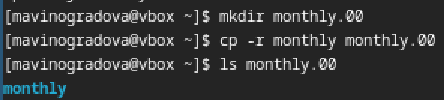 [mavinogradova@vbox ~]$ mkdir monthly.00
[mavinogradova@vbox ~]$ cp -r monthly monthly.00
[mavinogradova@vbox ~]$ ls monthly.00
monthly